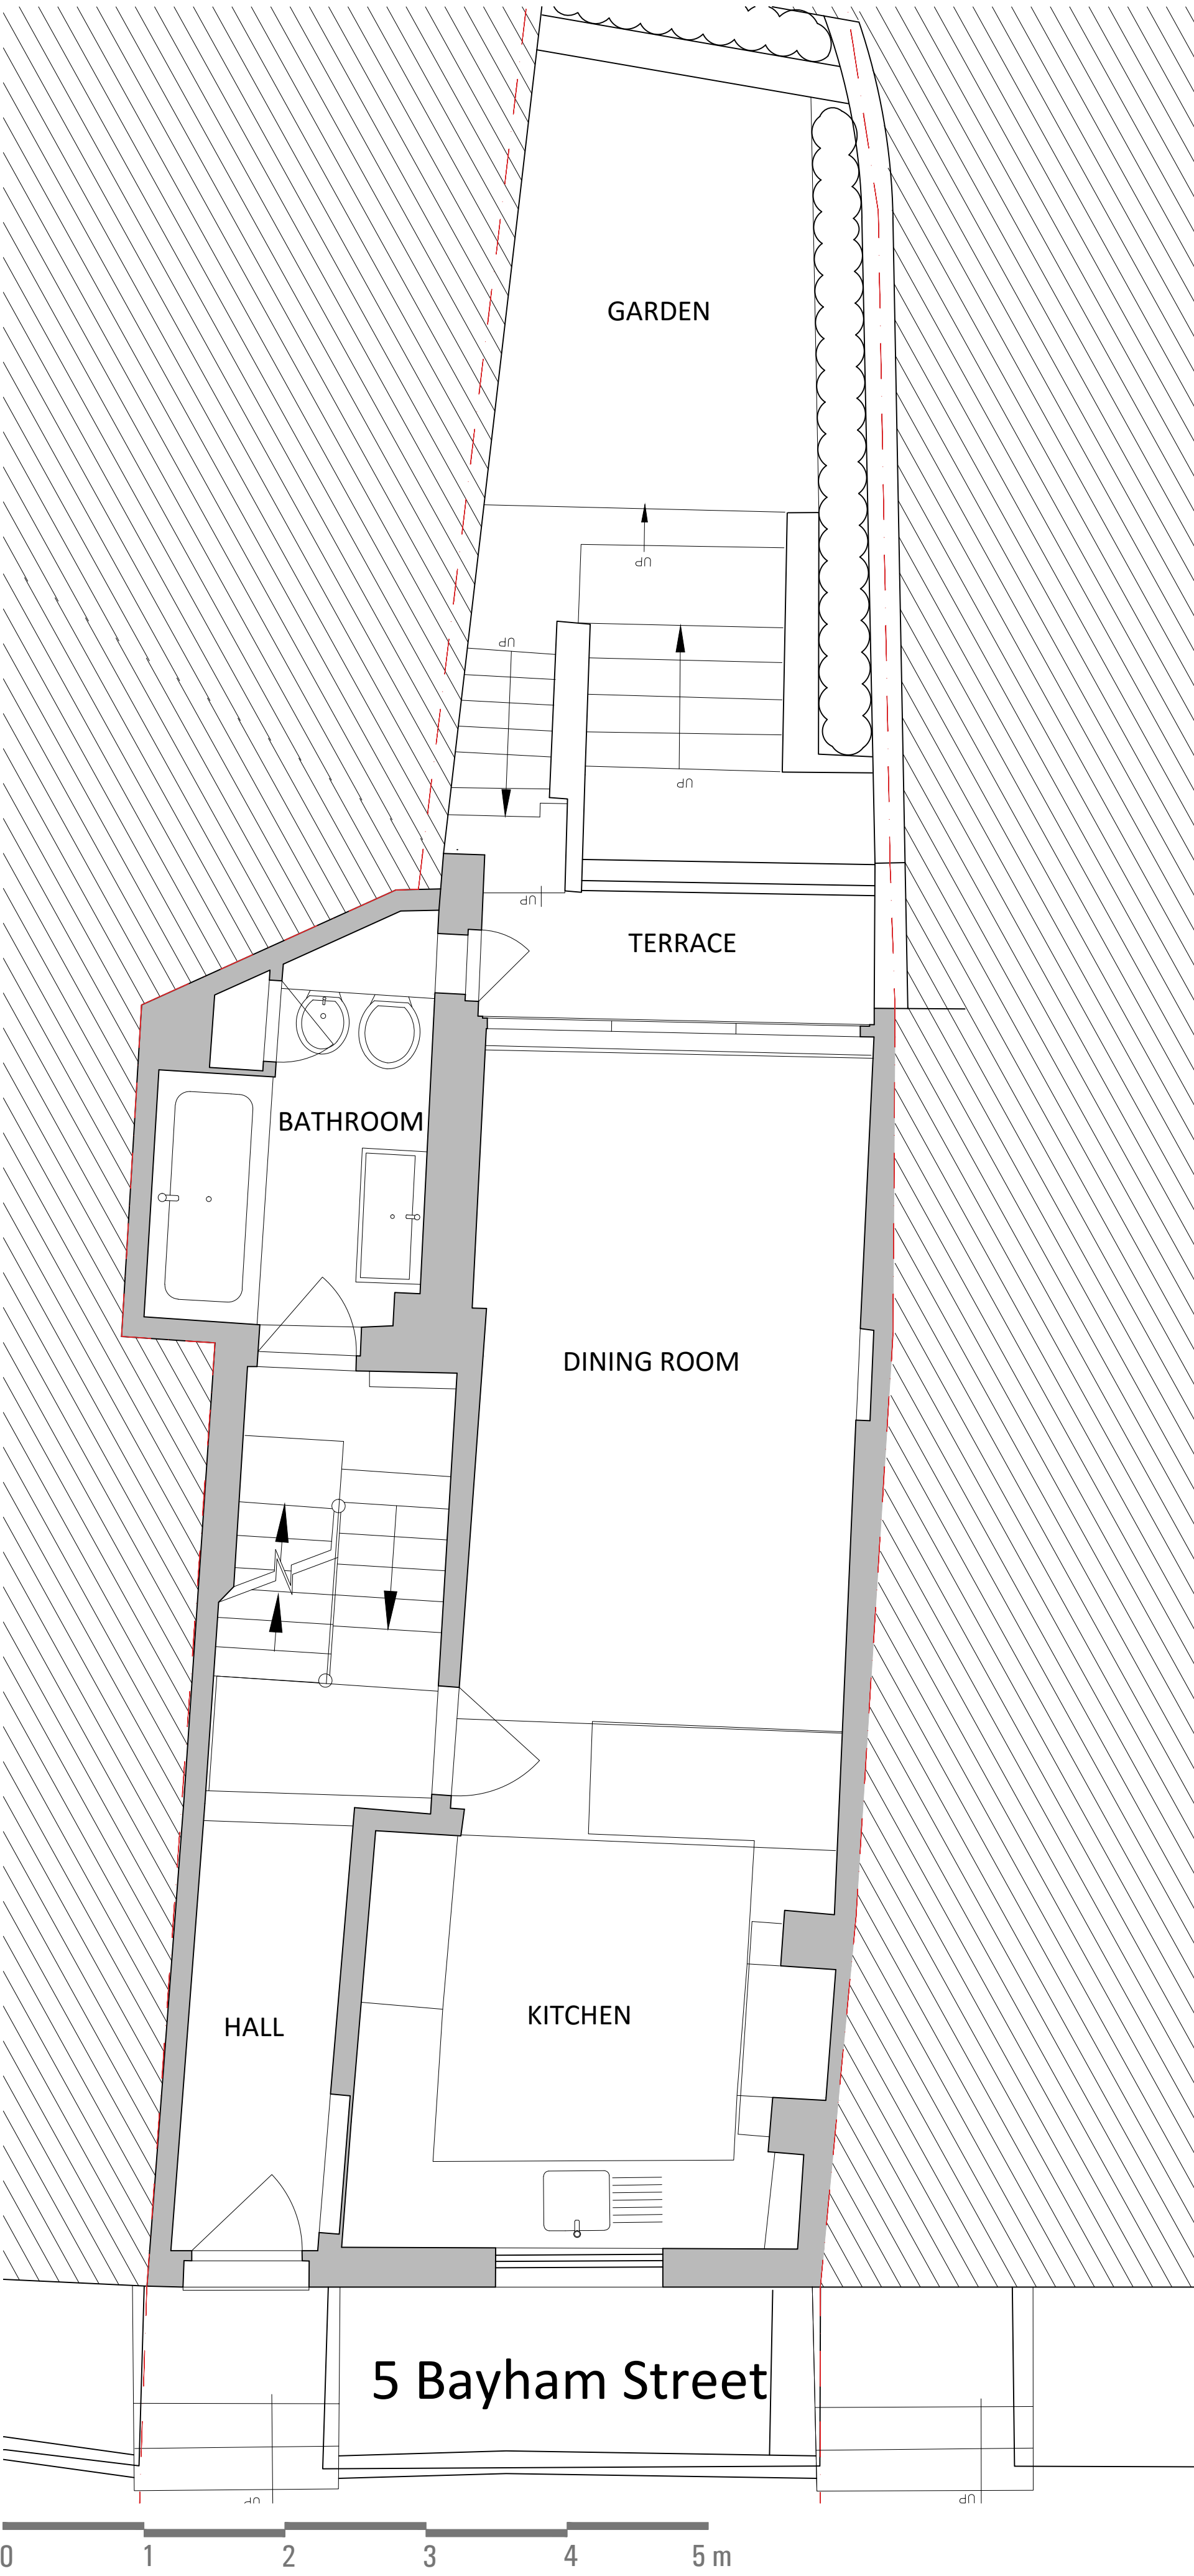 GARDEN
UP
UP
UP
UP
TERRACE
BATHROOM
DINING ROOM
HALL
KITCHEN
5 Bayham Street
UP
UP
0 1 2 3 4 5 m